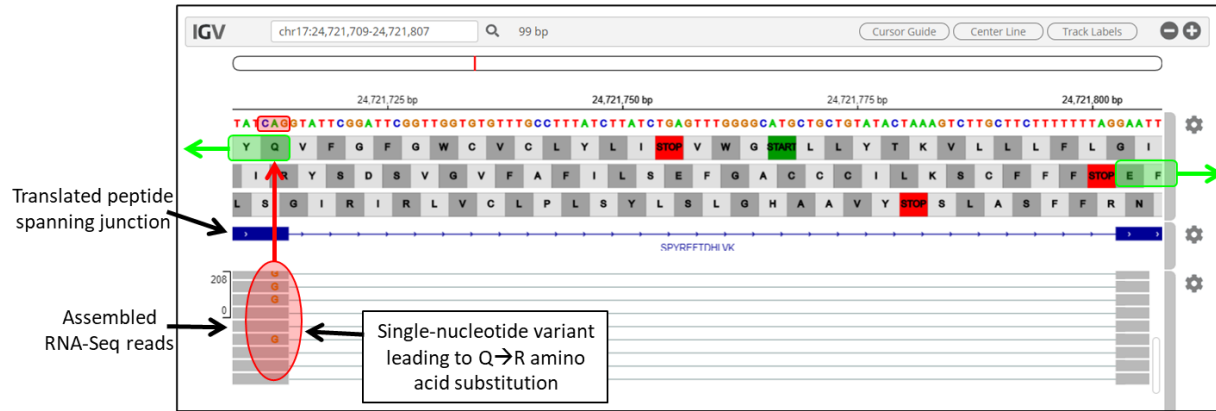 IGV chr17:24,721,709-24,721,807 99 bp Cursor Guide Center Line Track Labels
24,721,725 bp 24,721,750 bp 24,721,775 bp 24,721,800 bp
TATCAGGTATTCGGATTCGGTTGGTGTGTTTGCCTTTATCTTATCTGAGTTTGGGGCATGCTGCTGTATACTAAAGTCTTGCTTCTTTTTTTAGGAATT
Y Q V F G F G W C V C L Y L I STOP V W G START L L Y T K V L L L F L G I
I R Y S D S V G V F A F I L S E F G A C C C I L K S C F F F STOP E F
L S G I R I R L V C L P L S Y L S L G H A A V Y STOP S L A S F F R N
Translated peptide
spanning junction
SPYREFTDHLVK
208
0
G
G
G
G
Assembled
RNA-Seq reads
Single-nucleotide variant
leading to Q→R amino
acid substitution